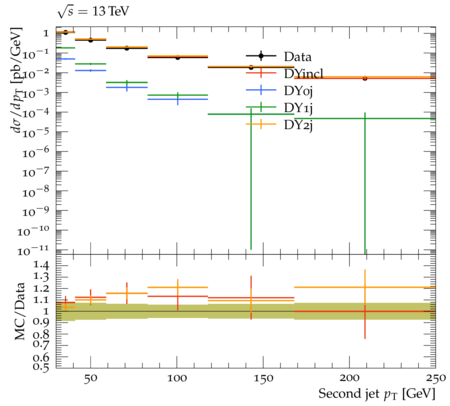 √s = 13 TeV
dσ/dpT [pb/GeV]
1
10⁻¹
10⁻²
10⁻³
10⁻⁴
10⁻⁵
10⁻⁶
10⁻⁷
10⁻⁸
10⁻⁹
10⁻¹⁰
10⁻¹¹
Data
DYincl
DY0j
DY1j
DY2j
MC/Data
1.4
1.3
1.2
1.1
1
0.9
0.8
0.7
0.6
0.5
50 100 150 200 250
Second jet pT [GeV]